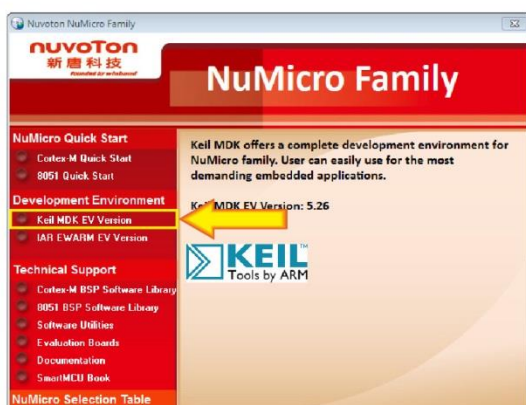 Nuvoton NuMicro Family
nuvoTon
新唐科技
Founded by winbond
NuMicro Family
NuMicro Quick Start
Cortex-M Quick Start
8051 Quick Start
Development Environment
Keil MDK EV Version
IAR EWARM EV Version
Technical Support
Cortex-M BSP Software Library
8051 BSP Software Library
Software Utilities
Evaluation Boards
Documentation
SmartMCU Book
NuMicro Selection Table
Keil MDK offers a complete development environment for
NuMicro family. User can easily use for the most
demanding embedded applications.
Keil MDK EV Version: 5.26
KEIL
Tools by ARM